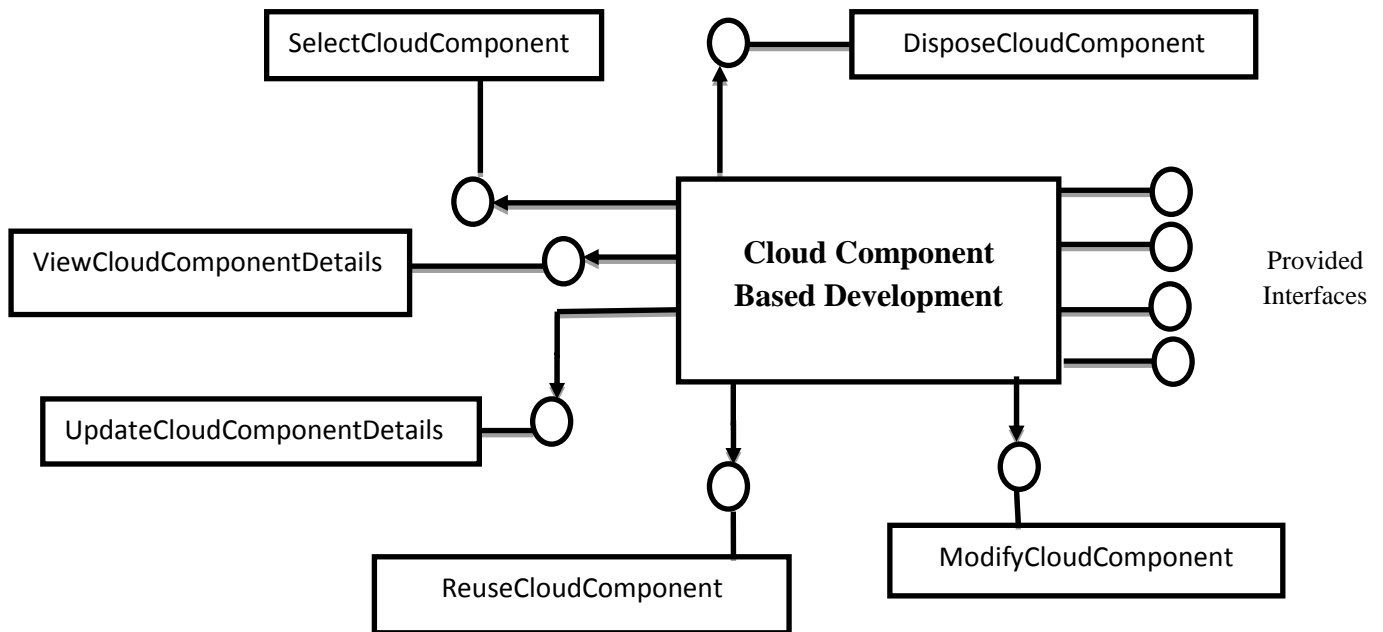 SelectCloudComponent
DisposeCloudComponent
ViewCloudComponentDetails
Cloud Component
Based Development
Provided
Interfaces
UpdateCloudComponentDetails
ModifyCloudComponent
ReuseCloudComponent